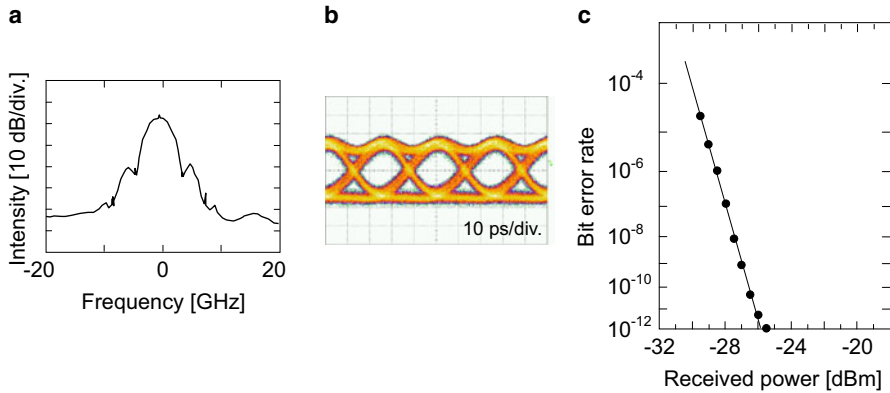 a
Intensity [10 dB/div.]
-20
0
20
Frequency [GHz]
b
10 ps/div.
c
Bit error rate
10-4
10-6
10-8
10-10
10-12
-32
-28
-24
-20
Received power [dBm]